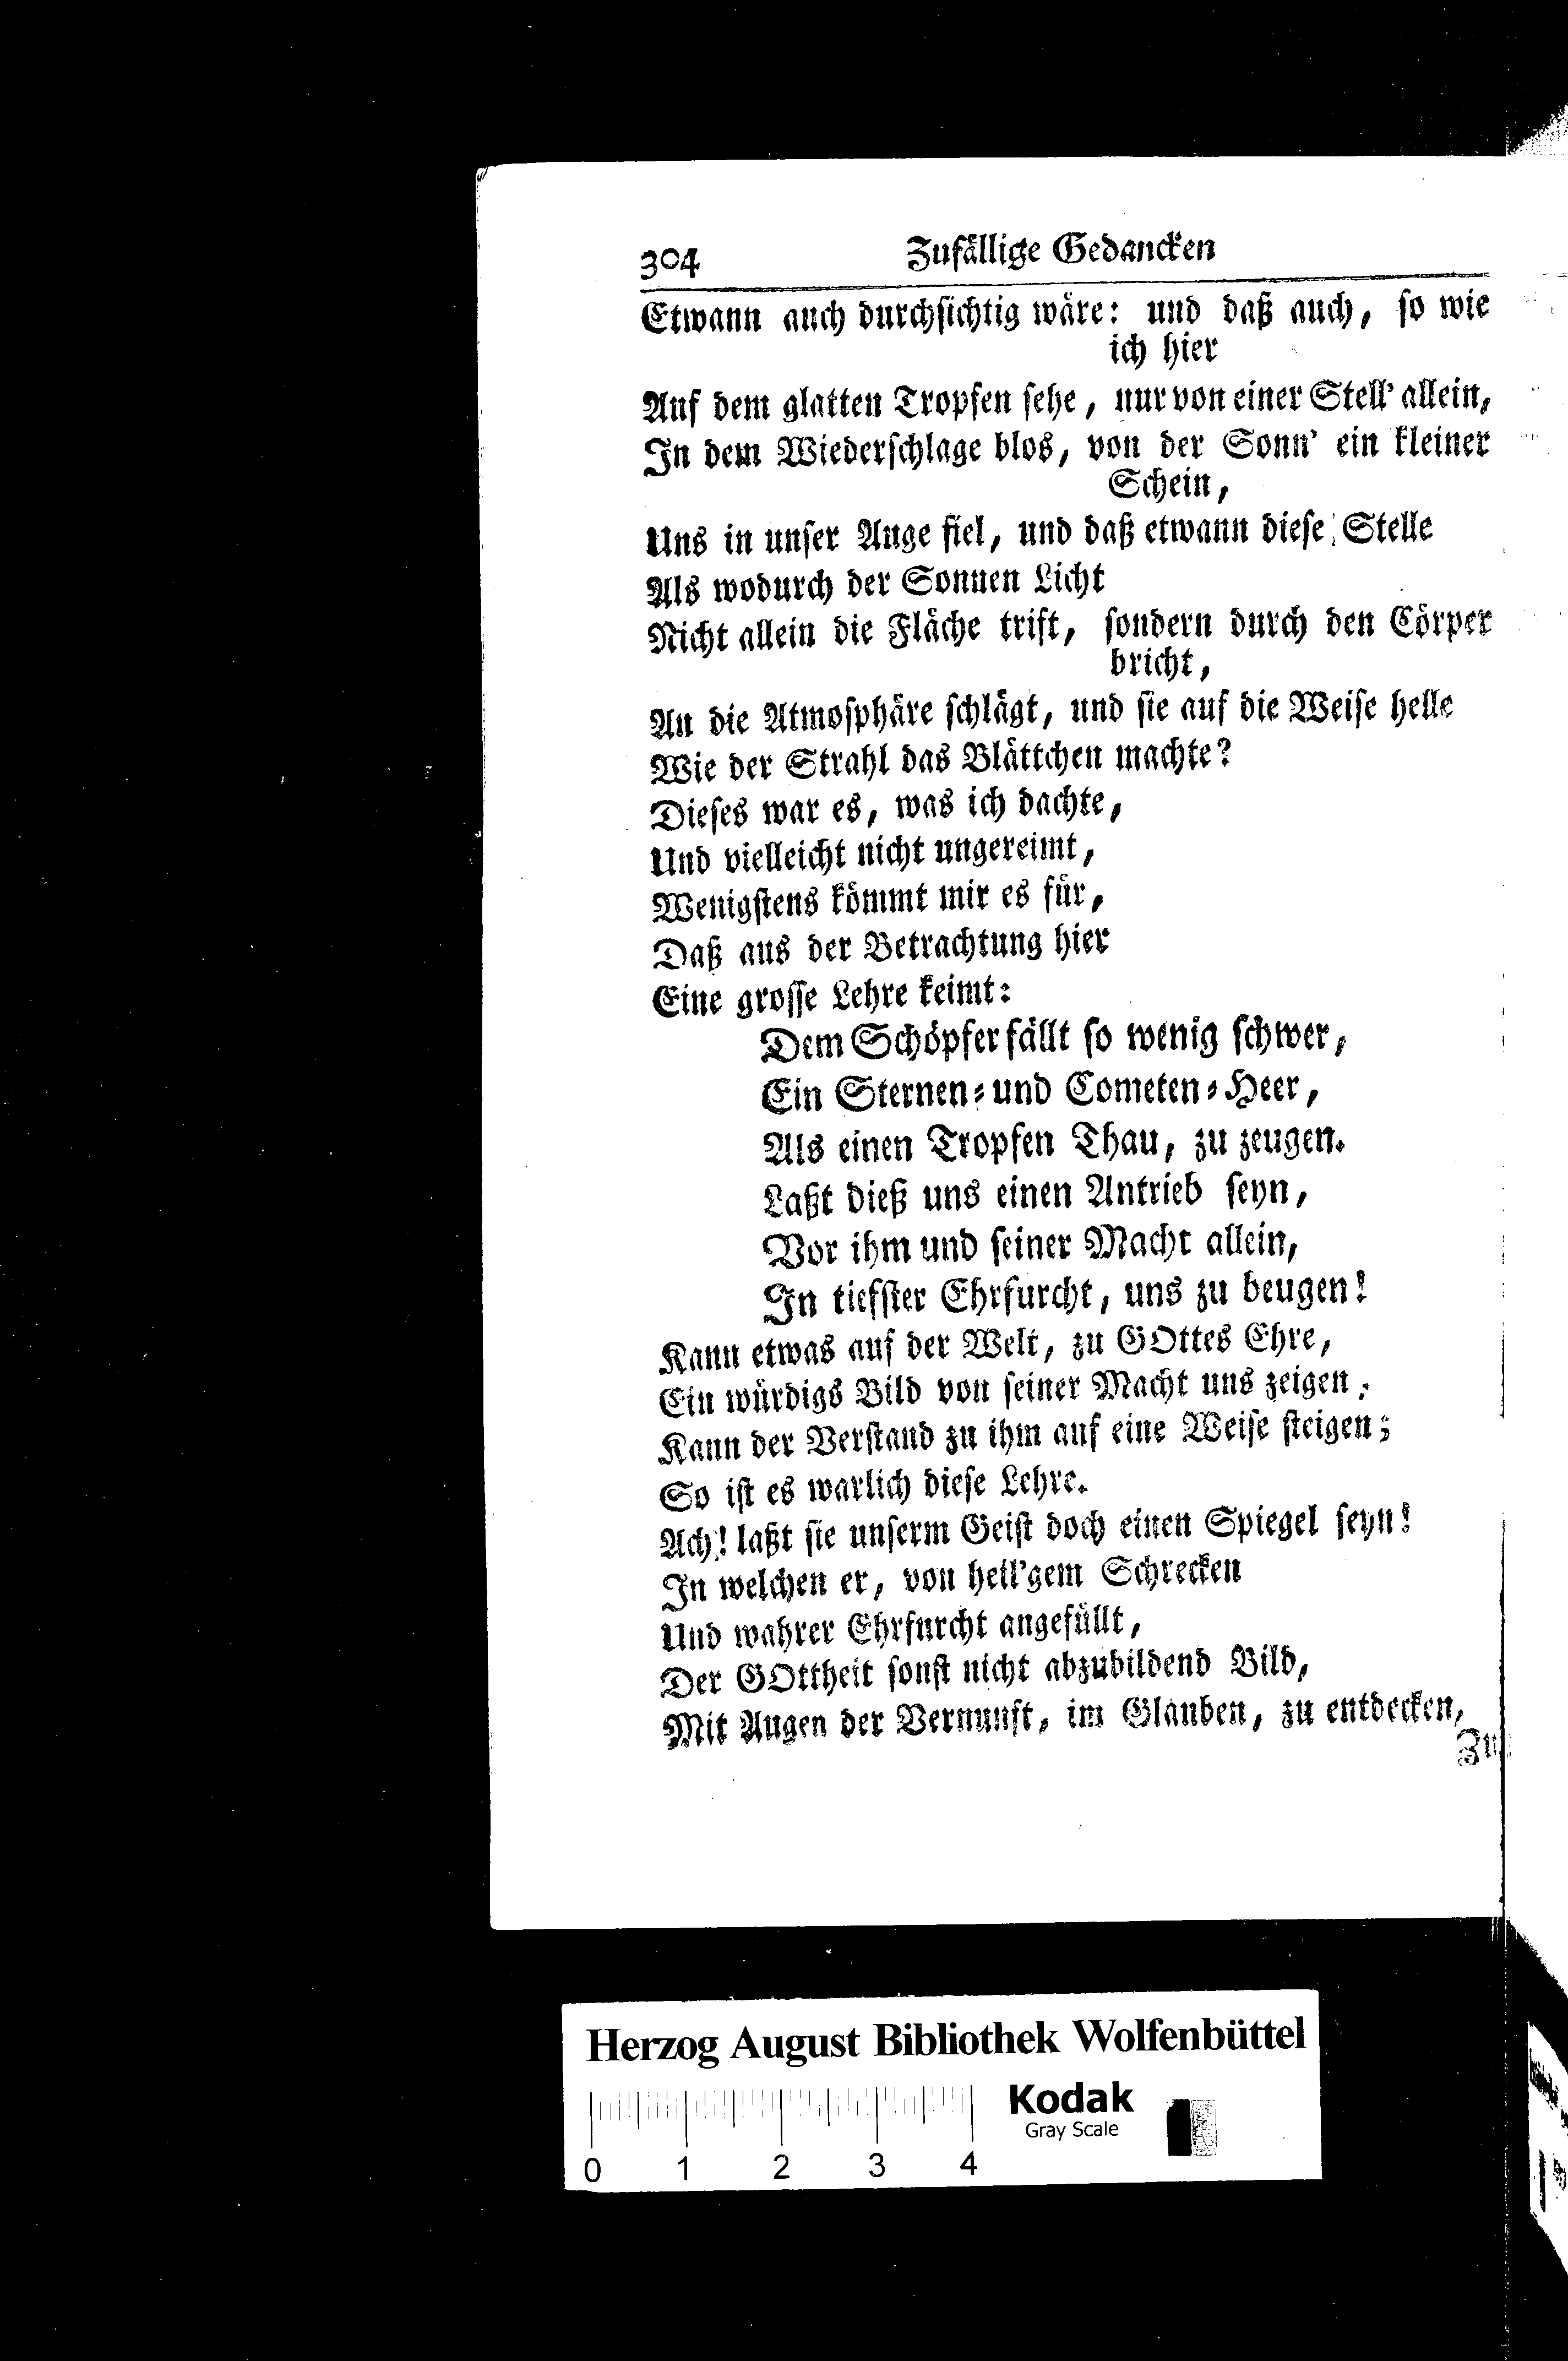 304 Zufällige Gedancken
Etwann auch durchsichtig wäre: und daß auch, so wie
ich hier
Auf dem glatten Tropfen sehe, nur von einer Stell' allein,
In dem Wiederschlage blos, von der Sonn' ein kleiner
Schein,
Uns in unser Auge fiel, und daß etwann diese Stelle
Als wodurch der Sonnen Licht
Nicht allein die Fläche trift, sondern durch den Cörper
bricht,
An die Atmosphäre schlägt, und sie auf die Weise helle
Wie der Strahl das Blättchen machte?
Dieses war es, was ich dachte,
Und vielleicht nicht ungereimt,
Wenigstens kömmt mir es für,
Daß aus der Betrachtung hier
Eine grosse Lehre keimt:
Dem Schöpfer fällt so wenig schwer,
Ein Sternen- und Cometen-Heer,
Als einen Tropfen Thau, zu zeugen.
Laßt dieß uns einen Antrieb seyn,
Vor ihm und seiner Macht allein,
In tiefster Ehrfurcht, uns zu beugen!
Kann etwas auf der Welt, zu GOttes Ehre,
Ein würdigs Bild von seiner Macht uns zeigen,
Kann der Verstand zu ihm auf eine Weise steigen;
So ist es warlich diese Lehre.
Ach! laßt sie unserm Geist doch einen Spiegel seyn!
In welchen er, von heil'gem Schrecken
Und wahrer Ehrfurcht angefüllt,
Der GOttheit sonst nicht abzubildend Bild,
Mit Augen der Vernunft, im Glauben, zu entdecken,
Zu
Herzog August Bibliothek Wolfenbüttel
Kodak
Gray Scale
0 1 2 3 4